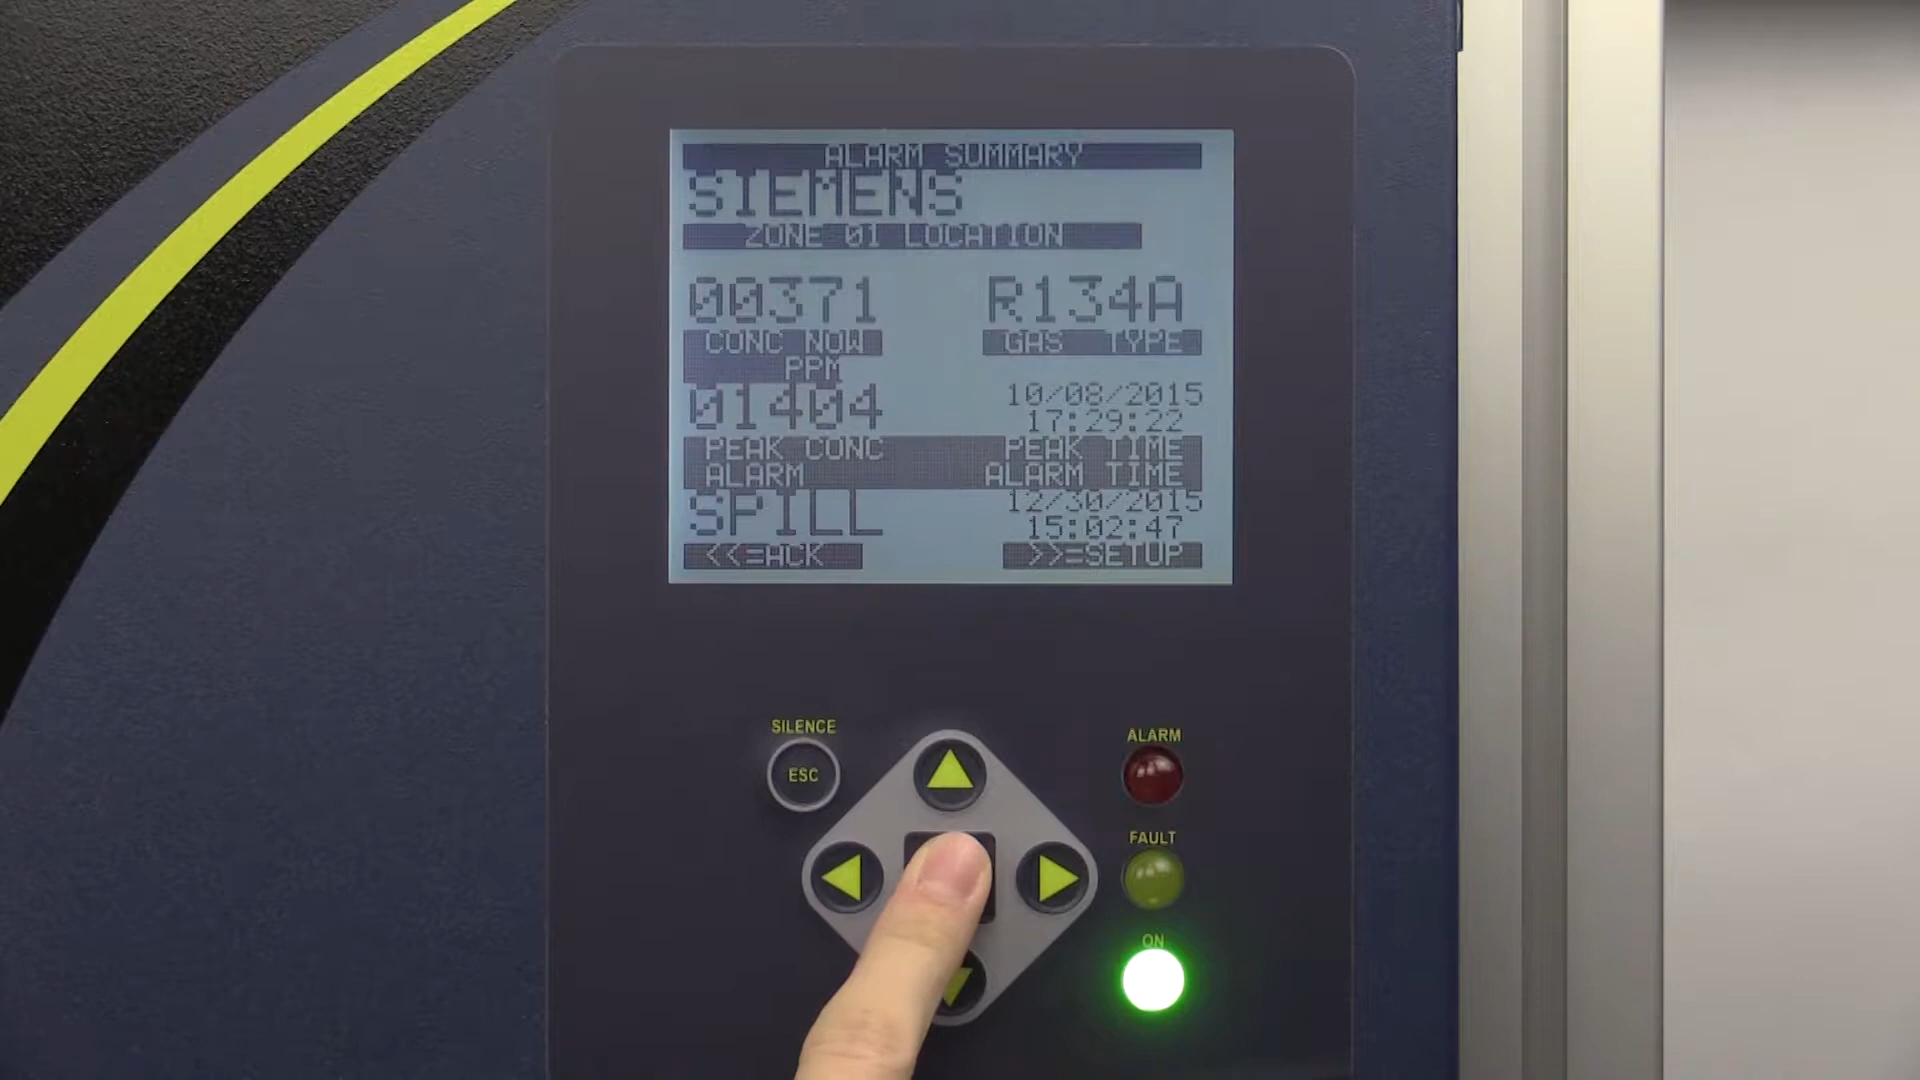 ALARM SUMMARY
SIEMENS
ZONE 01 LOCATION
00371 R134A
CONC NOW GAS TYPE
PPM
01404 10/08/2015
17:29:22
PEAK CONC PEAK TIME
ALARM ALARM TIME
SPILL 12/30/2015
15:02:47
<<=ACK >>=SETUP
SILENCE
ESC
ALARM
FAULT
ON